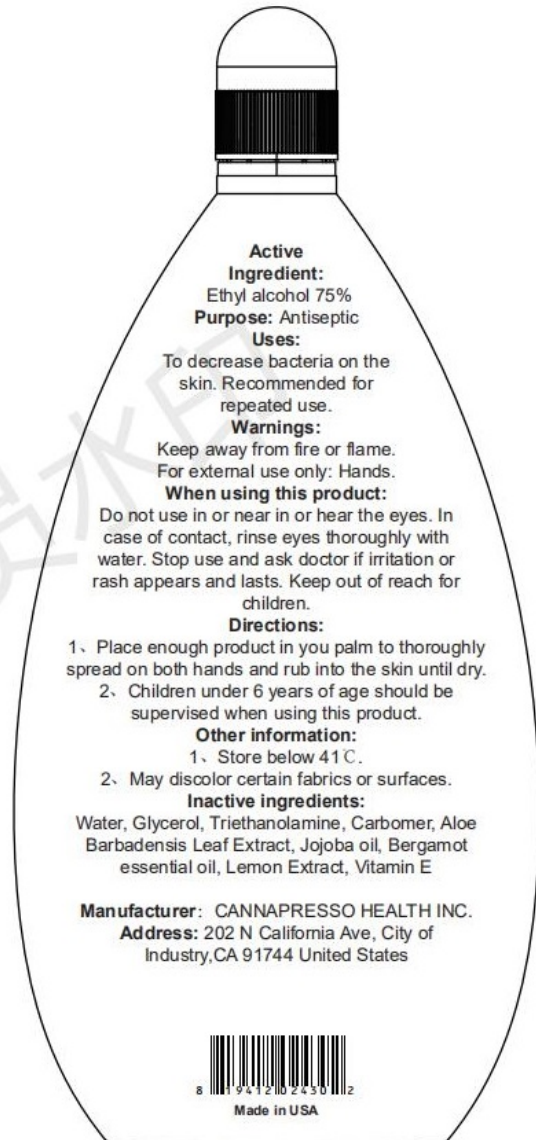 Active
Ingredient:
Ethyl alcohol 75%
Purpose: Antiseptic
Uses:
To decrease bacteria on the
skin. Recommended for
repeated use.
Warnings:
Keep away from fire or flame.
For external use only: Hands.
When using this product:
Do not use in or near in or hear the eyes. In
case of contact, rinse eyes thoroughly with
water. Stop use and ask doctor if irritation or
rash appears and lasts. Keep out of reach for
children.
Directions:
1、Place enough product in you palm to thoroughly
spread on both hands and rub into the skin until dry.
2、Children under 6 years of age should be
supervised when using this product.
Other information:
1、Store below 41℃.
2、May discolor certain fabrics or surfaces.
Inactive ingredients:
Water, Glycerol, Triethanolamine, Carbomer, Aloe
Barbadensis Leaf Extract, Jojoba oil, Bergamot
essential oil, Lemon Extract, Vitamin E
Manufacturer: CANNAPRESSO HEALTH INC.
Address: 202 N California Ave, City of
Industry,CA 91744 United States
8 19412 02430 2
Made in USA
水印